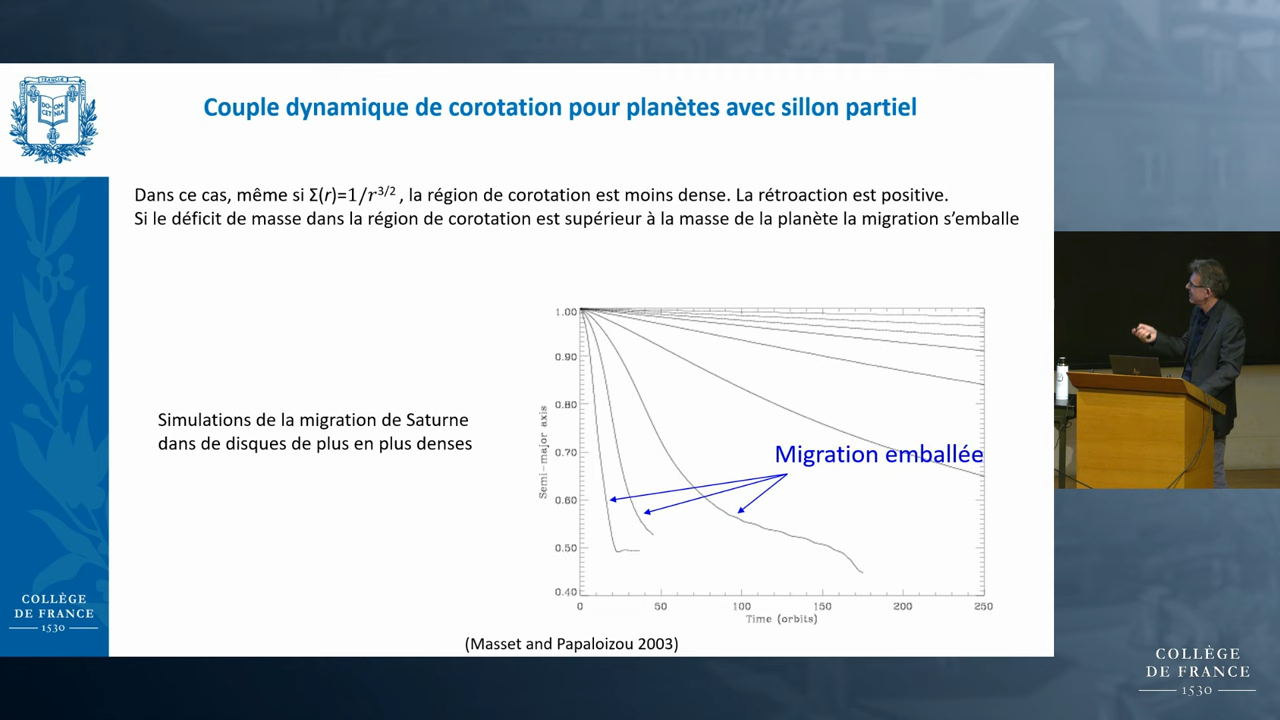 Couple dynamique de corotation pour planètes avec sillon partiel
Dans ce cas, même si Σ(r)=1/r^3/2 , la région de corotation est moins dense. La rétroaction est positive.
Si le déficit de masse dans la région de corotation est supérieur à la masse de la planète la migration s’emballe
Simulations de la migration de Saturne
dans de disques de plus en plus denses
1.00
0.90
0.80
0.70
0.60
0.50
0.40
Semi-major axis
Migration emballée
0 50 100 150 200 250
Time (orbits)
(Masset and Papaloizou 2003)
COLLÈGE
DE FRANCE
1530
COLLÈGE
DE FRANCE
1530